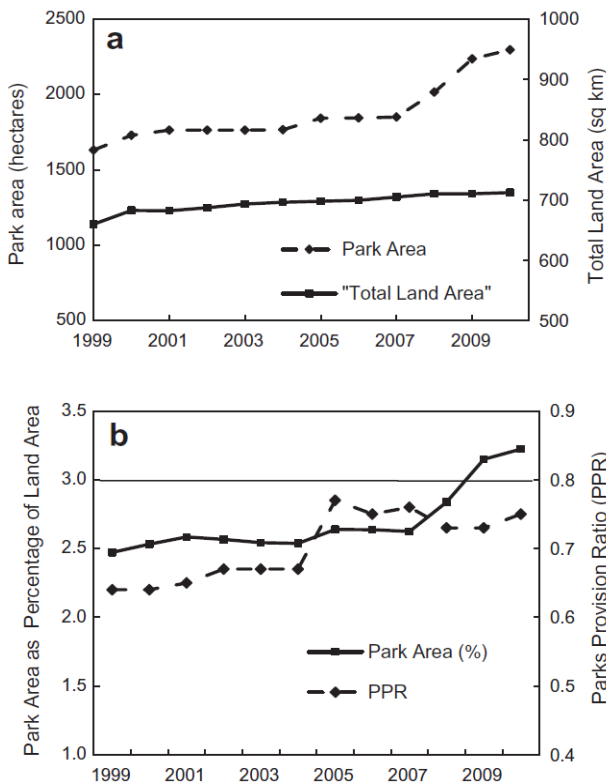 a
Park area (hectares)
2500
2000
1500
1000
500
1000
900
800
700
600
500
Total Land Area (sq km)
Park Area
"Total Land Area"
1999 2001 2003 2005 2007 2009
b
Park Area as Percentage of Land Area
3.5
3.0
2.5
2.0
1.5
1.0
0.9
0.8
0.7
0.6
0.5
0.4
Parks Provision Ratio (PPR)
Park Area (%)
PPR
1999 2001 2003 2005 2007 2009